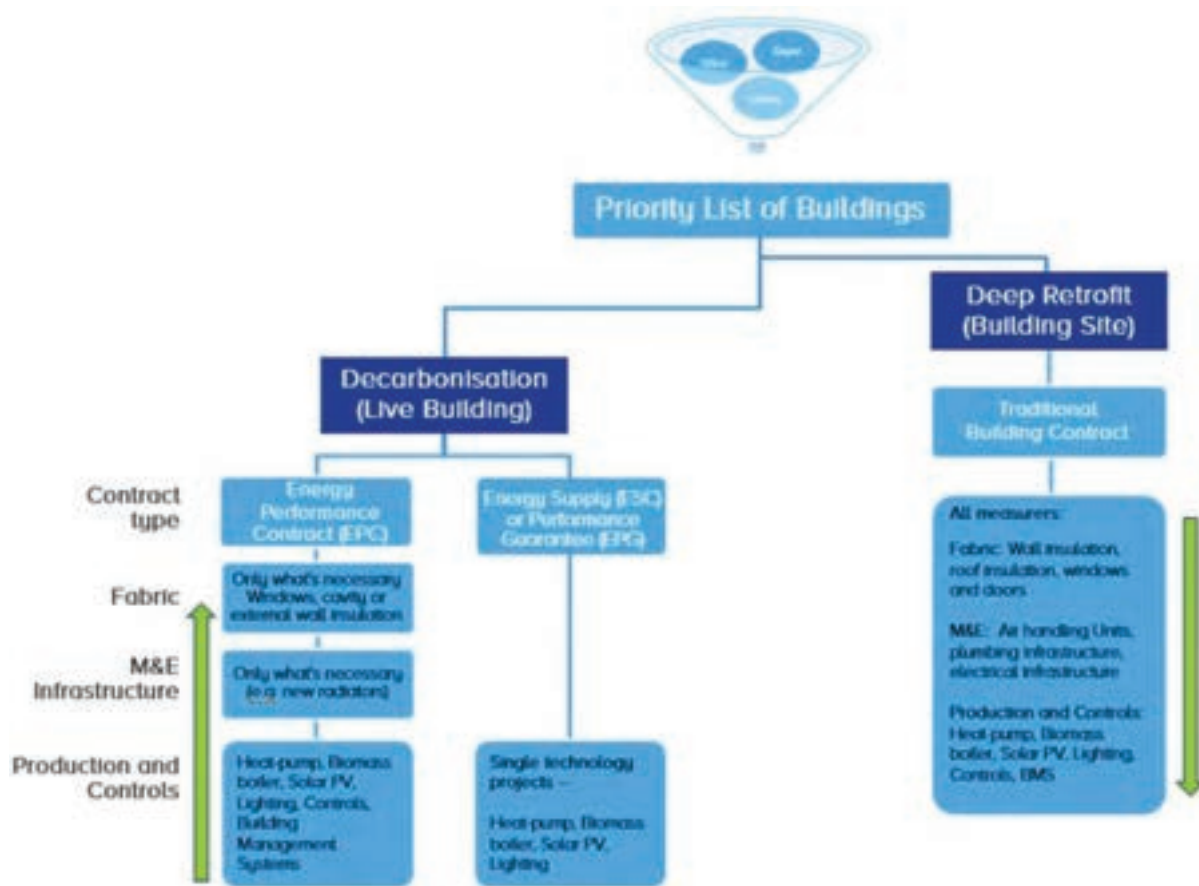 Priority List of Buildings
Deep Retrofit
(Building Site)
Decarbonisation
(Live Building)
Traditional
Building Contract
Contract
type
Energy
Performance
Contract (EPC)
Energy Supply (ESC)
or Performance
Guarantee (EPG)
Fabric
Only what's necessary
Windows, cavity or
external wall insulation
M&E
Infrastructure
Only what's necessary
(e.g. new radiators)
Production and
Controls
Heat-pump, Biomass
boiler, Solar PV,
Lighting, Controls,
Building
Management
Systems
Single technology
projects –
Heat-pump, Biomass
boiler, Solar PV,
Lighting
All measurers:
Fabric: Wall insulation,
roof insulation, windows
and doors
M&E: Air handling Units,
plumbing infrastructure,
electrical infrastructure
Production and Controls:
Heat-pump, Biomass
boiler, Solar PV, Lighting,
Controls, BMS